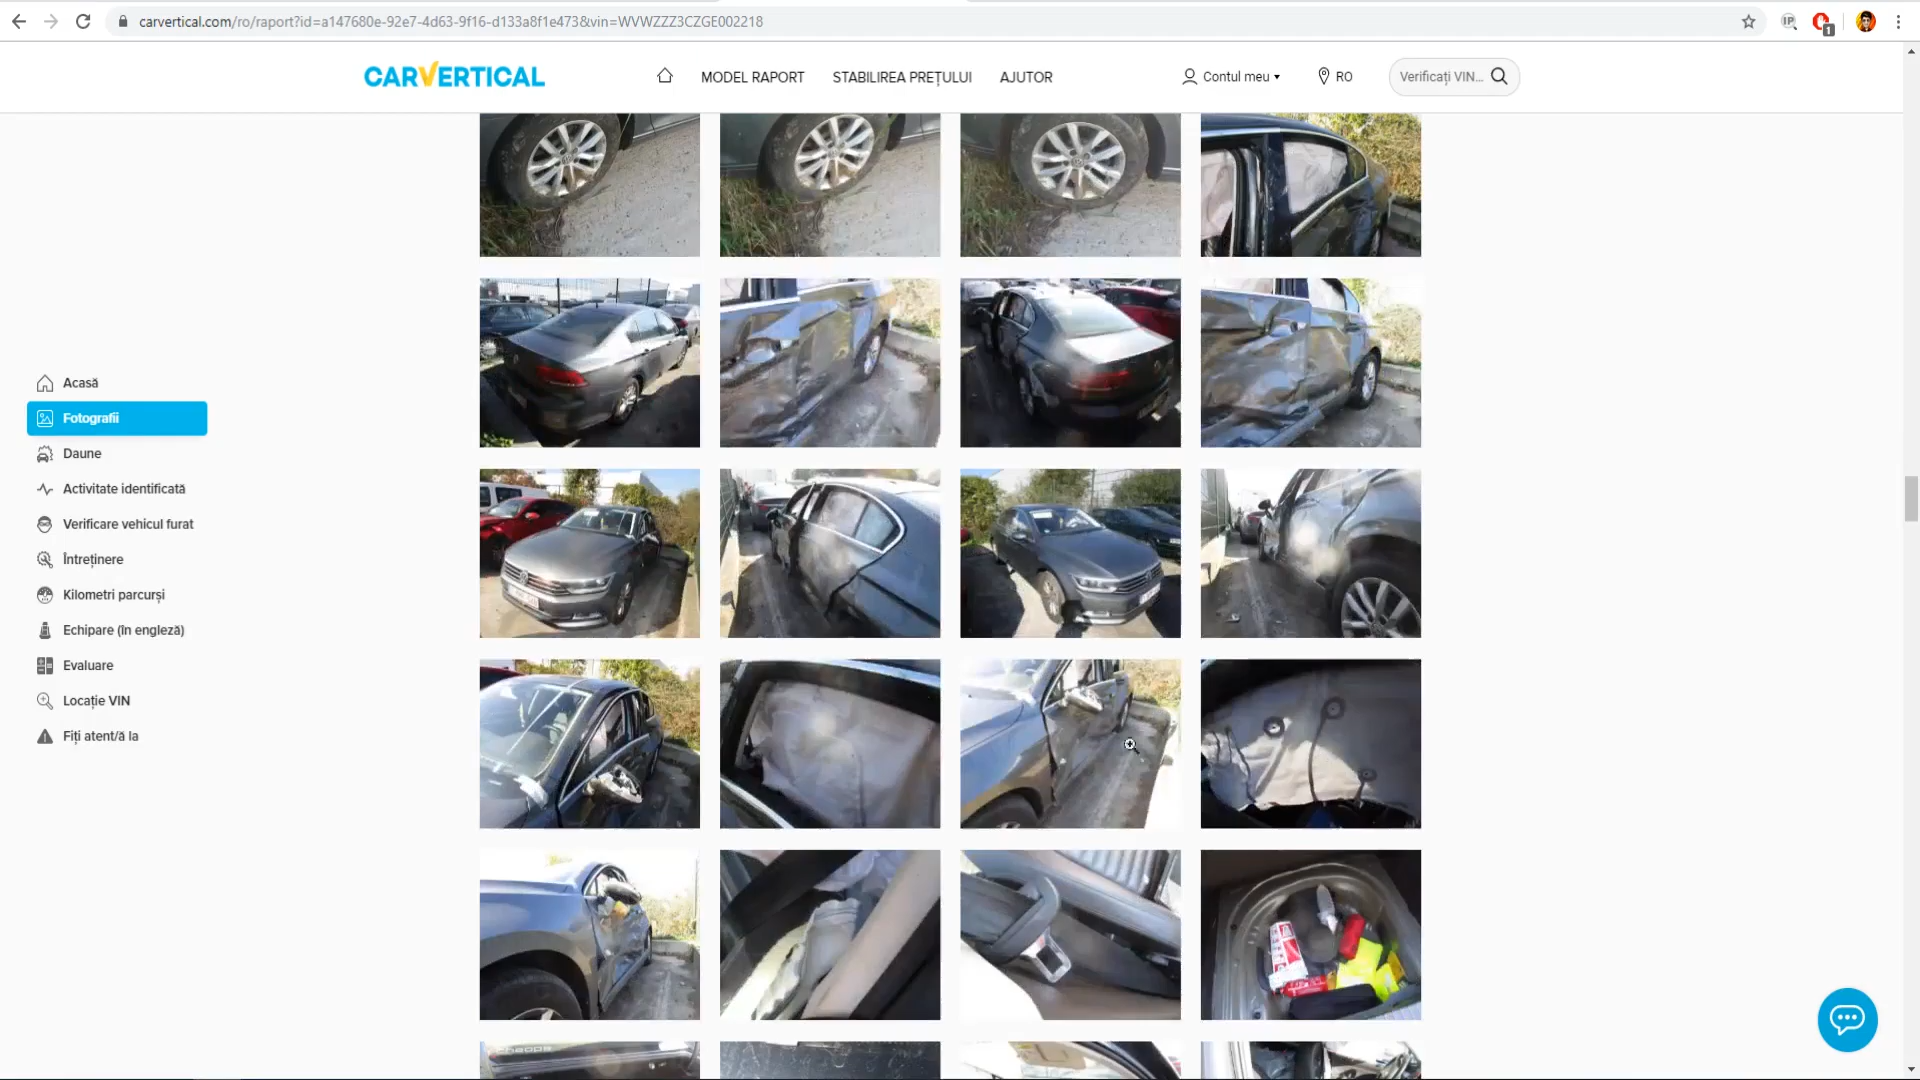 carvertical.com/ro/raport?id=a147680e-92e7-4d63-9f16-d133a8f1e473&vin=WVWZZZ3CZGE002218
IP
1
CARVERTICAL
MODEL RAPORT
STABILIREA PREȚULUI
AJUTOR
Contul meu
RO
Verificați VIN...
Acasă
Fotografii
Daune
Activitate identificată
Verificare vehicul furat
Întreținere
Kilometri parcurși
Echipare (în engleză)
Evaluare
Locație VIN
Fiți atent/ă la